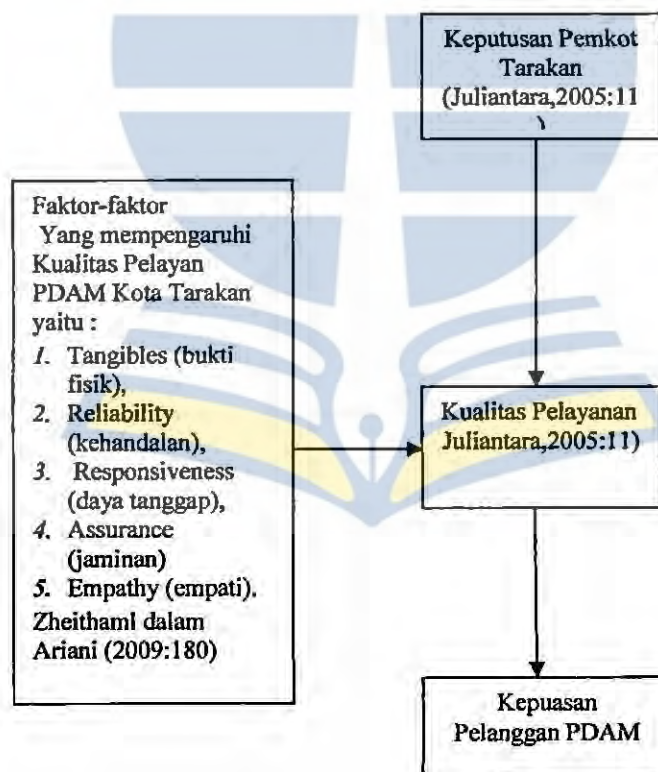 Keputusan Pemkot
Tarakan
(Juliantara,2005:11
)
Faktor-faktor
Yang mempengaruhi
Kualitas Pelayan
PDAM Kota Tarakan
yaitu :
1. Tangibles (bukti
fisik),
2. Reliability
(kehandalan),
3. Responsiveness
(daya tanggap),
4. Assurance
(jaminan)
5. Empathy (empati).
Zheithaml dalam
Ariani (2009:180)
Kualitas Pelayanan
Juliantara,2005:11)
Kepuasan
Pelanggan PDAM